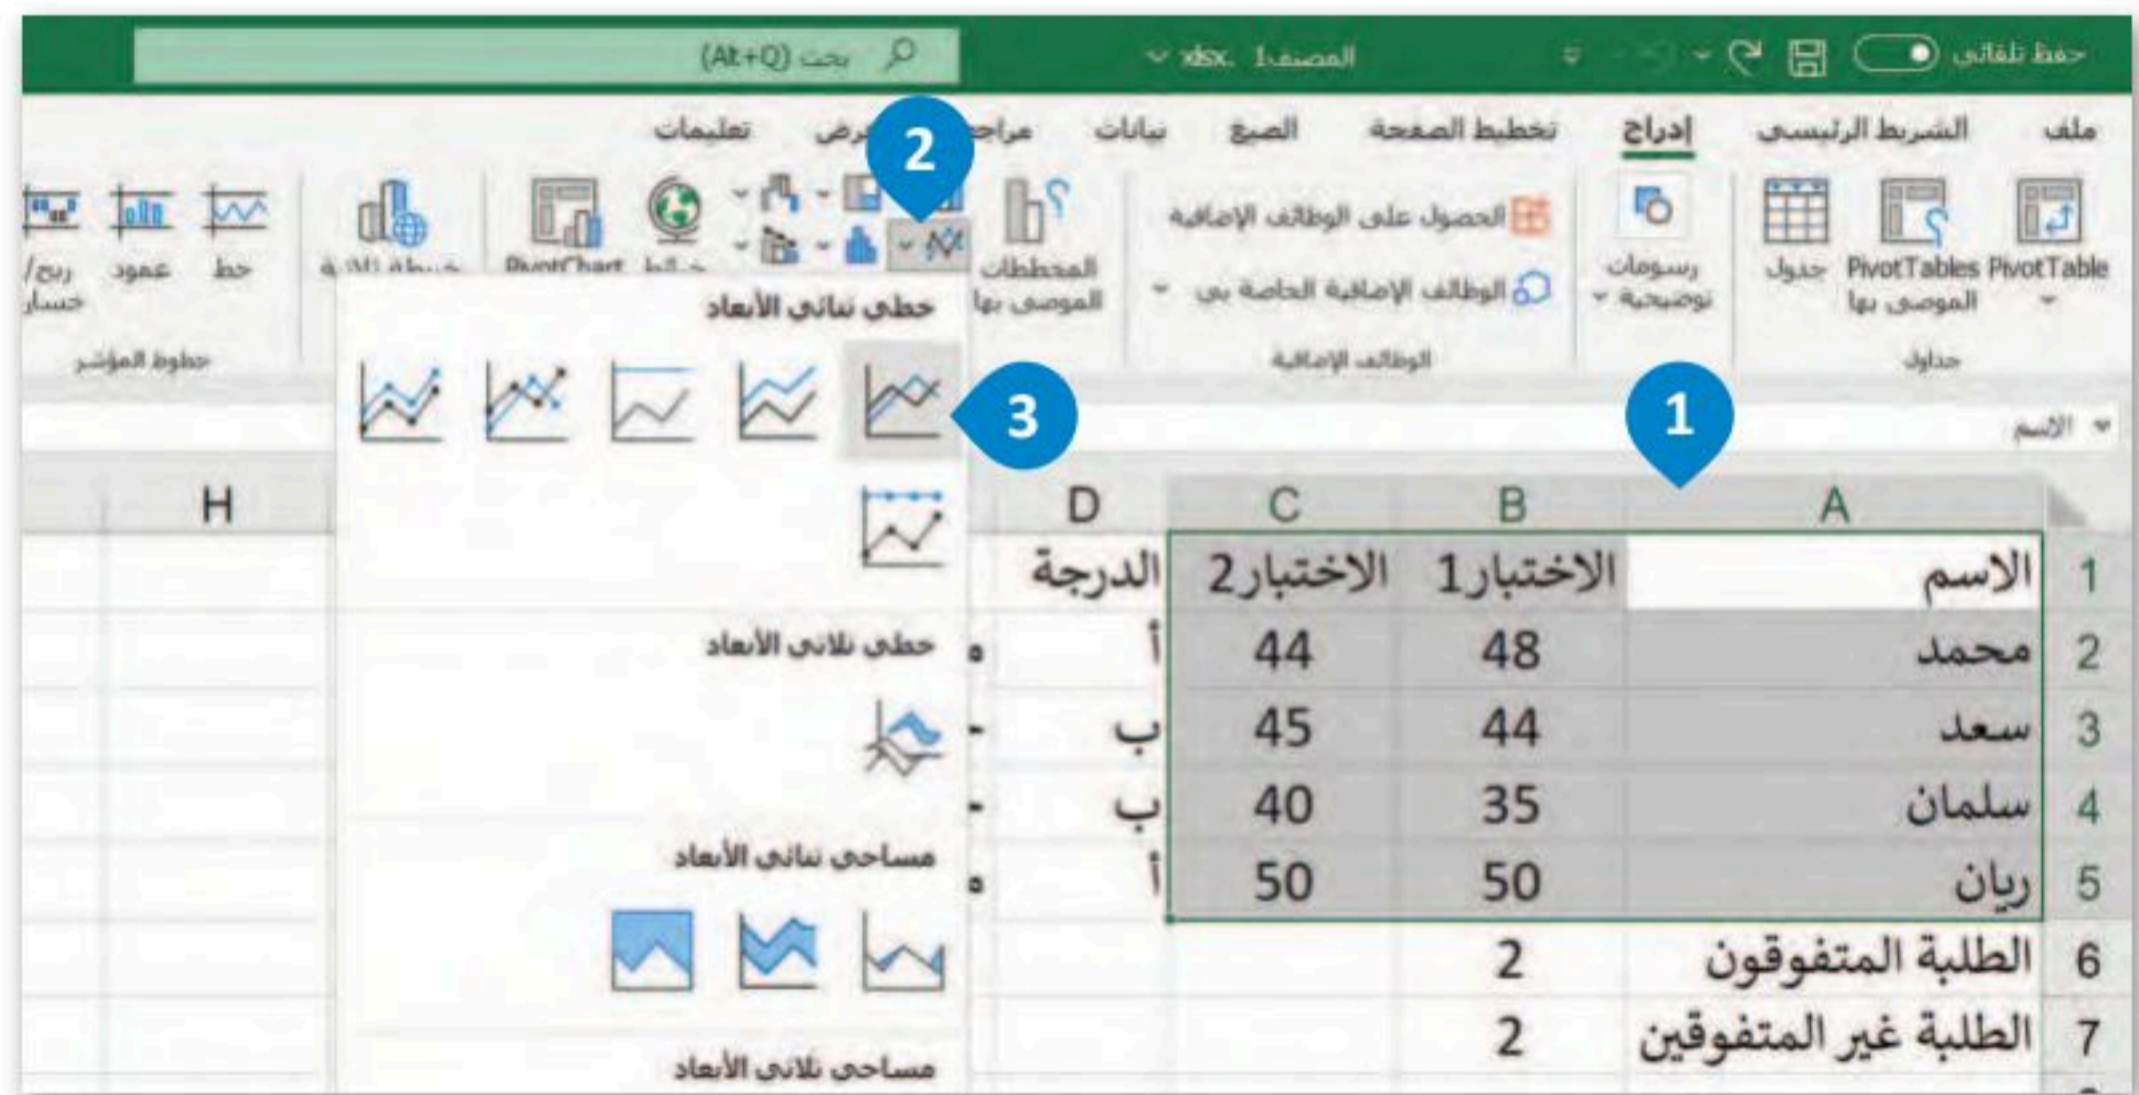 حفظ تلقائي
المصنف1 .xlsx
بحث (Alt+Q)
ملف الشريط الرئيسي إدراج تخطيط الصفحة الصيغ بيانات تعليمات
2
PivotTable
PivotTables الموصى بها
جدول
جداول
رسومات توضيحية
الحصول على الوظائف الإضافية
الوظائف الإضافية الخاصة بي
الوظائف الإضافية
المخططات الموصى بها
خرائط
PivotChart
خط
عمود
ربح/
خسار
خطوط المؤشر
خطي ثنائي الأبعاد
3
خطي ثلاثي الأبعاد
مساحي ثنائي الأبعاد
مساحي ثلاثي الأبعاد
الاسم
1
A B C D H
1 الاسم الاختبار1 الاختبار2 الدرجة
2 محمد 48 44 أ
3 سعد 44 45 ب
4 سلمان 35 40 ب
5 ريان 50 50 أ
6 الطلبة المتفوقون 2
7 الطلبة غير المتفوقين 2